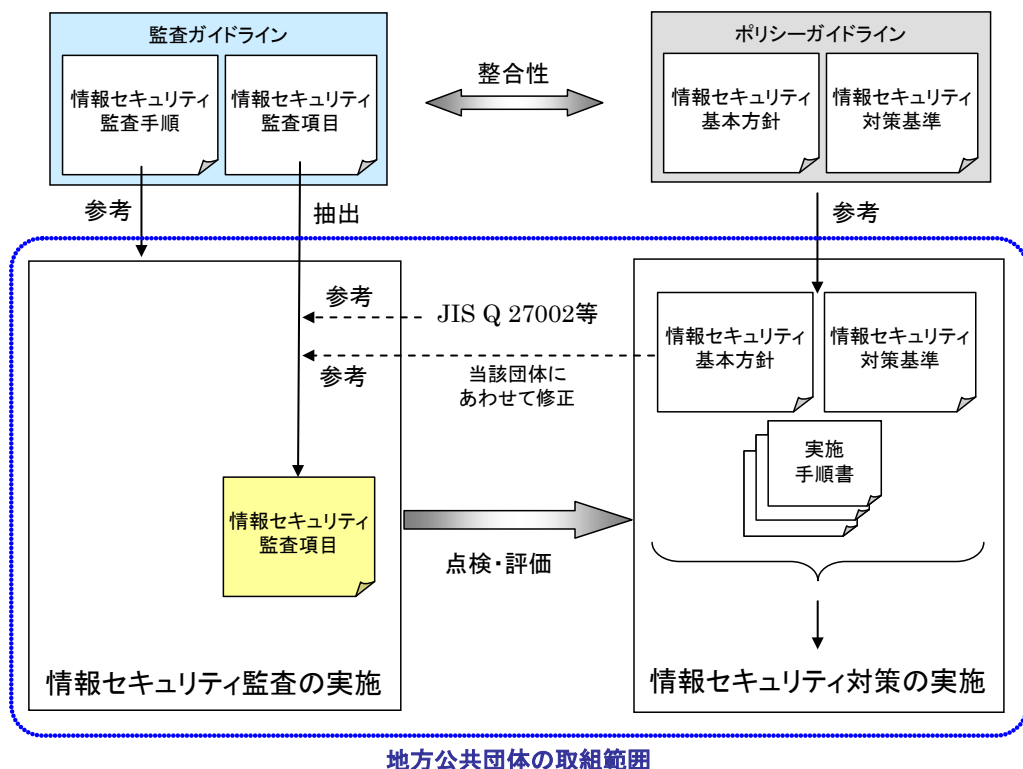 監査ガイドライン
情報セキュリティ
監査手順
情報セキュリティ
監査項目
整合性
ポリシーガイドライン
情報セキュリティ
基本方針
情報セキュリティ
対策基準
参考
抽出
参考
参考
JIS Q 27002等
参考
当該団体に
あわせて修正
情報セキュリティ
基本方針
情報セキュリティ
対策基準
実施
手順書
情報セキュリティ
監査項目
点検・評価
情報セキュリティ監査の実施
情報セキュリティ対策の実施
地方公共団体の取組範囲